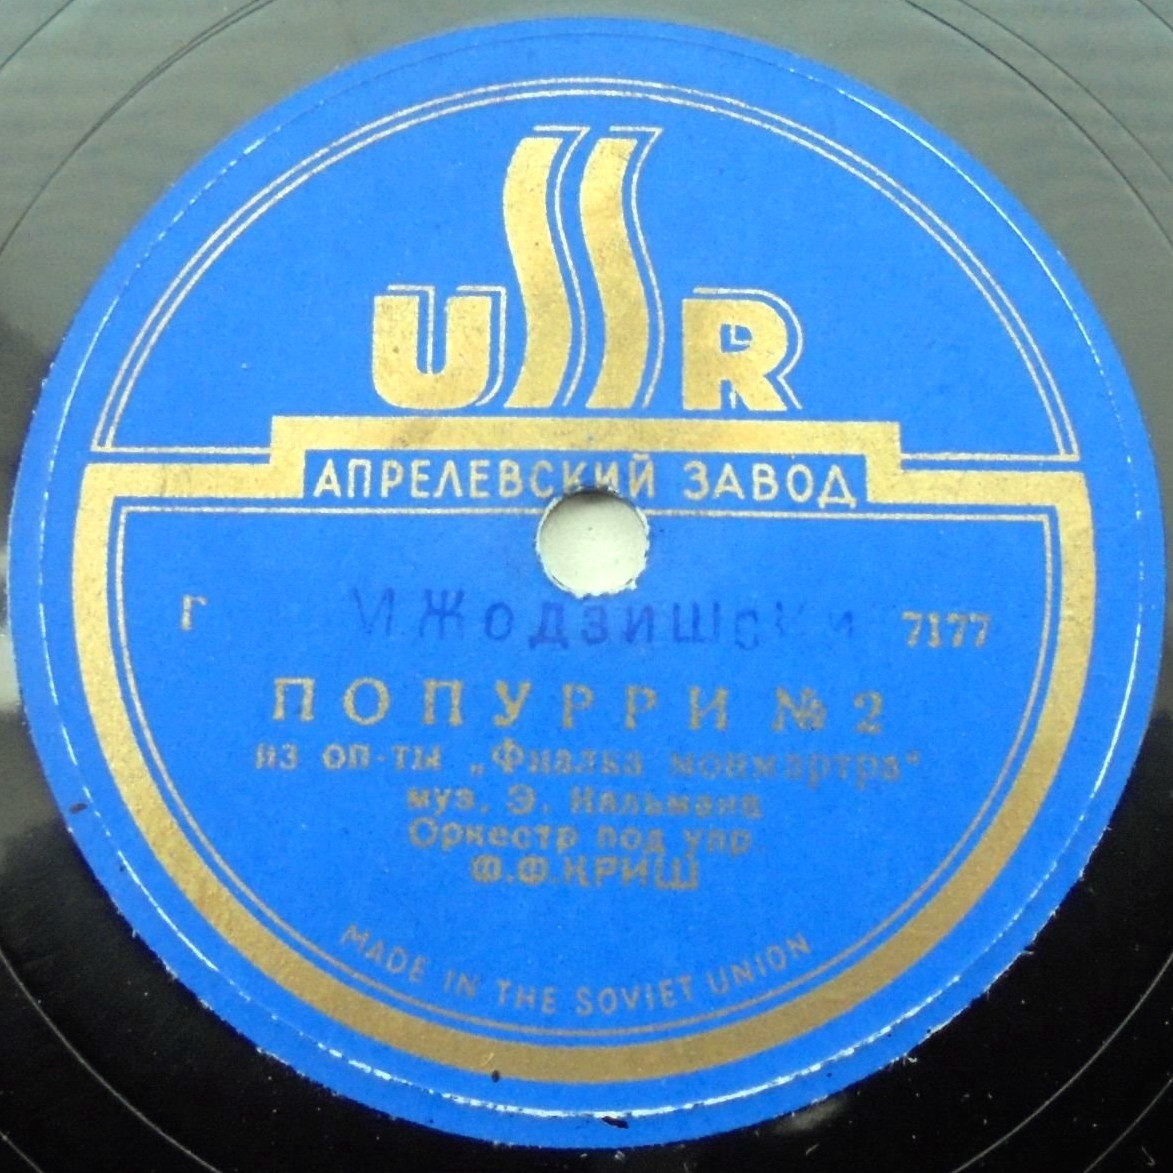 USSR
АПРЕЛЕВСКИЙ ЗАВОД
Г И ЖОДЗИШСКИ 7177
ПОПУРРИ № 2
из оп-ты „Фиалка монмартра“
муз. Э. Кальмана
Оркестр под упр.
Ф.Ф.КРИШ
MADE IN THE SOVIET UNION